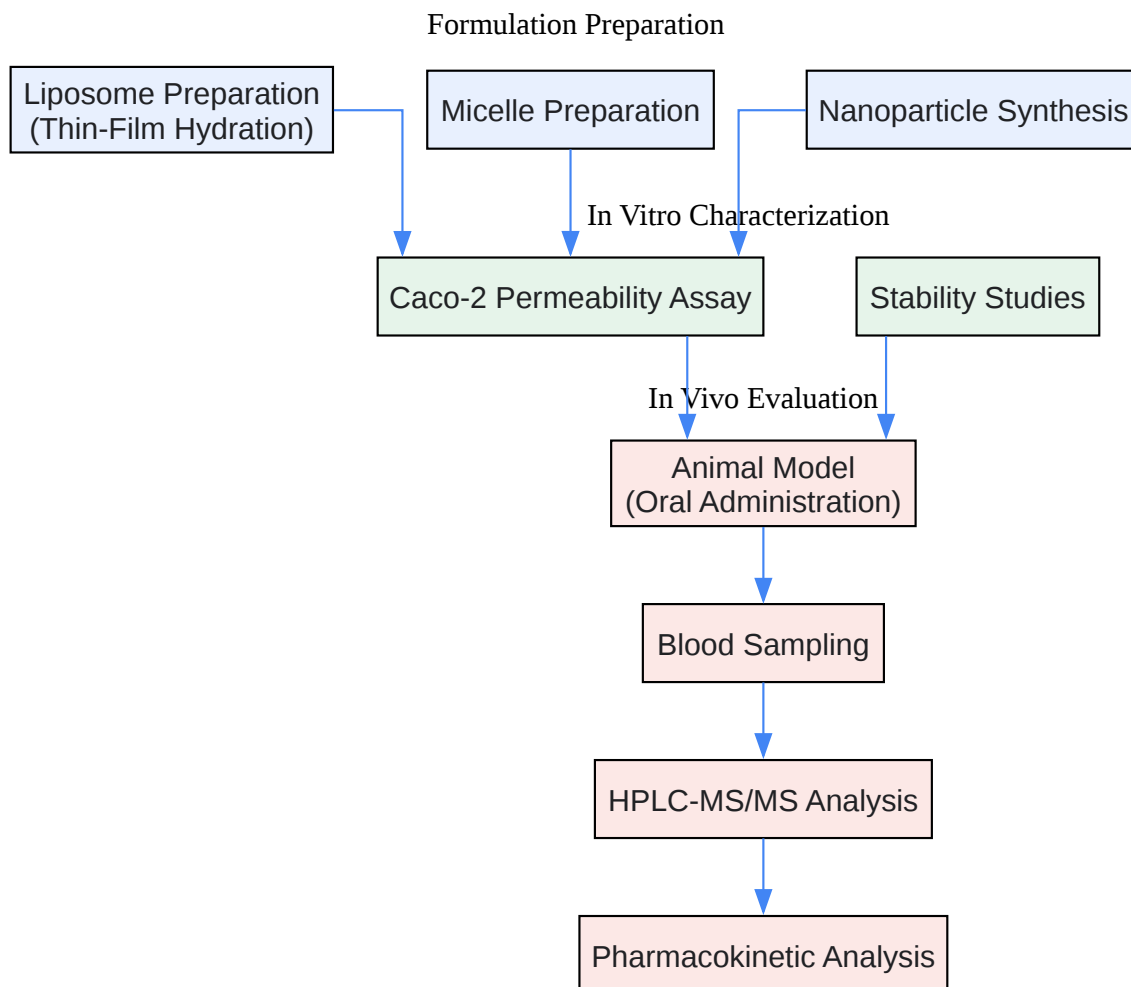 Formulation Preparation
Liposome Preparation
(Thin-Film Hydration)
Micelle Preparation
Nanoparticle Synthesis
In Vitro Characterization
Caco-2 Permeability Assay
Stability Studies
In Vivo Evaluation
Animal Model
(Oral Administration)
Blood Sampling
HPLC-MS/MS Analysis
Pharmacokinetic Analysis